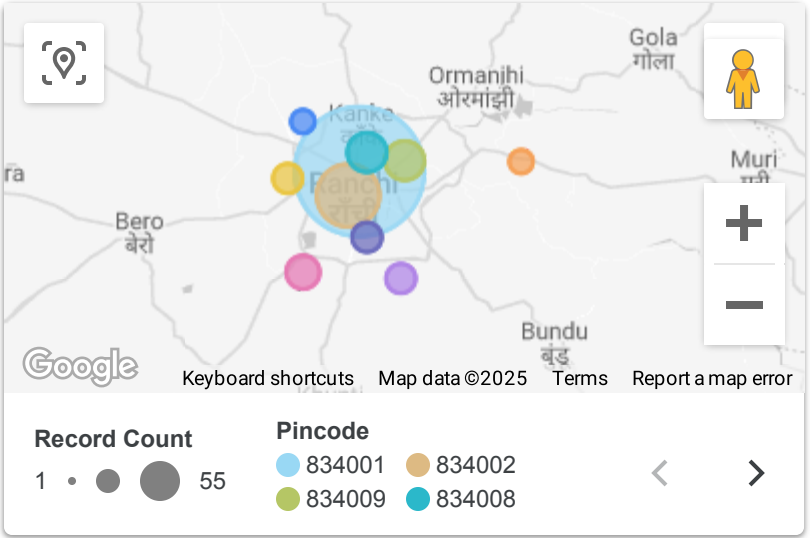 Gola
गोला
Ormanjhi
ओरमांझी
Kanke
कांके
Muri
मुरी
ra
Ranchi
राँची
Bero
बेरो
Bundu
बुंडू
Google
Keyboard shortcuts Map data ©2025 Terms Report a map error
Record Count
1 55
Pincode
834001 834002
834009 834008